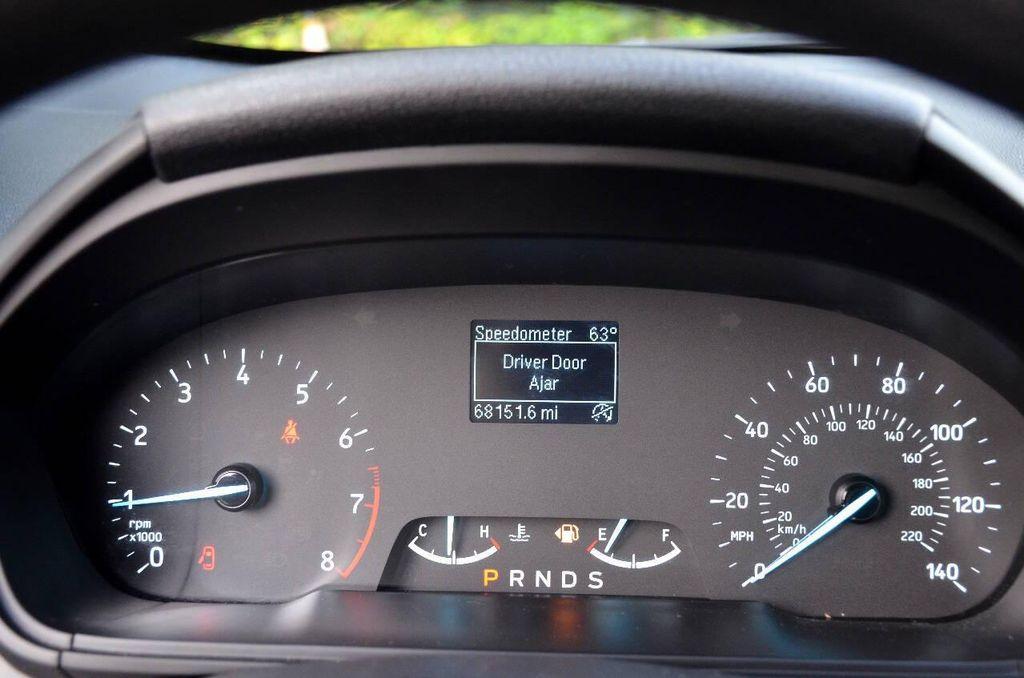 Speedometer 63°
Driver Door
Ajar
68151.6 mi
0 1 2 3 4 5 6 7 8
rpm
x1000
C H E F
P R N D S
0 20 40 60 80 100 120 140
MPH
0 20 40 60 80 100 120 140 160 180 200 220
km/h